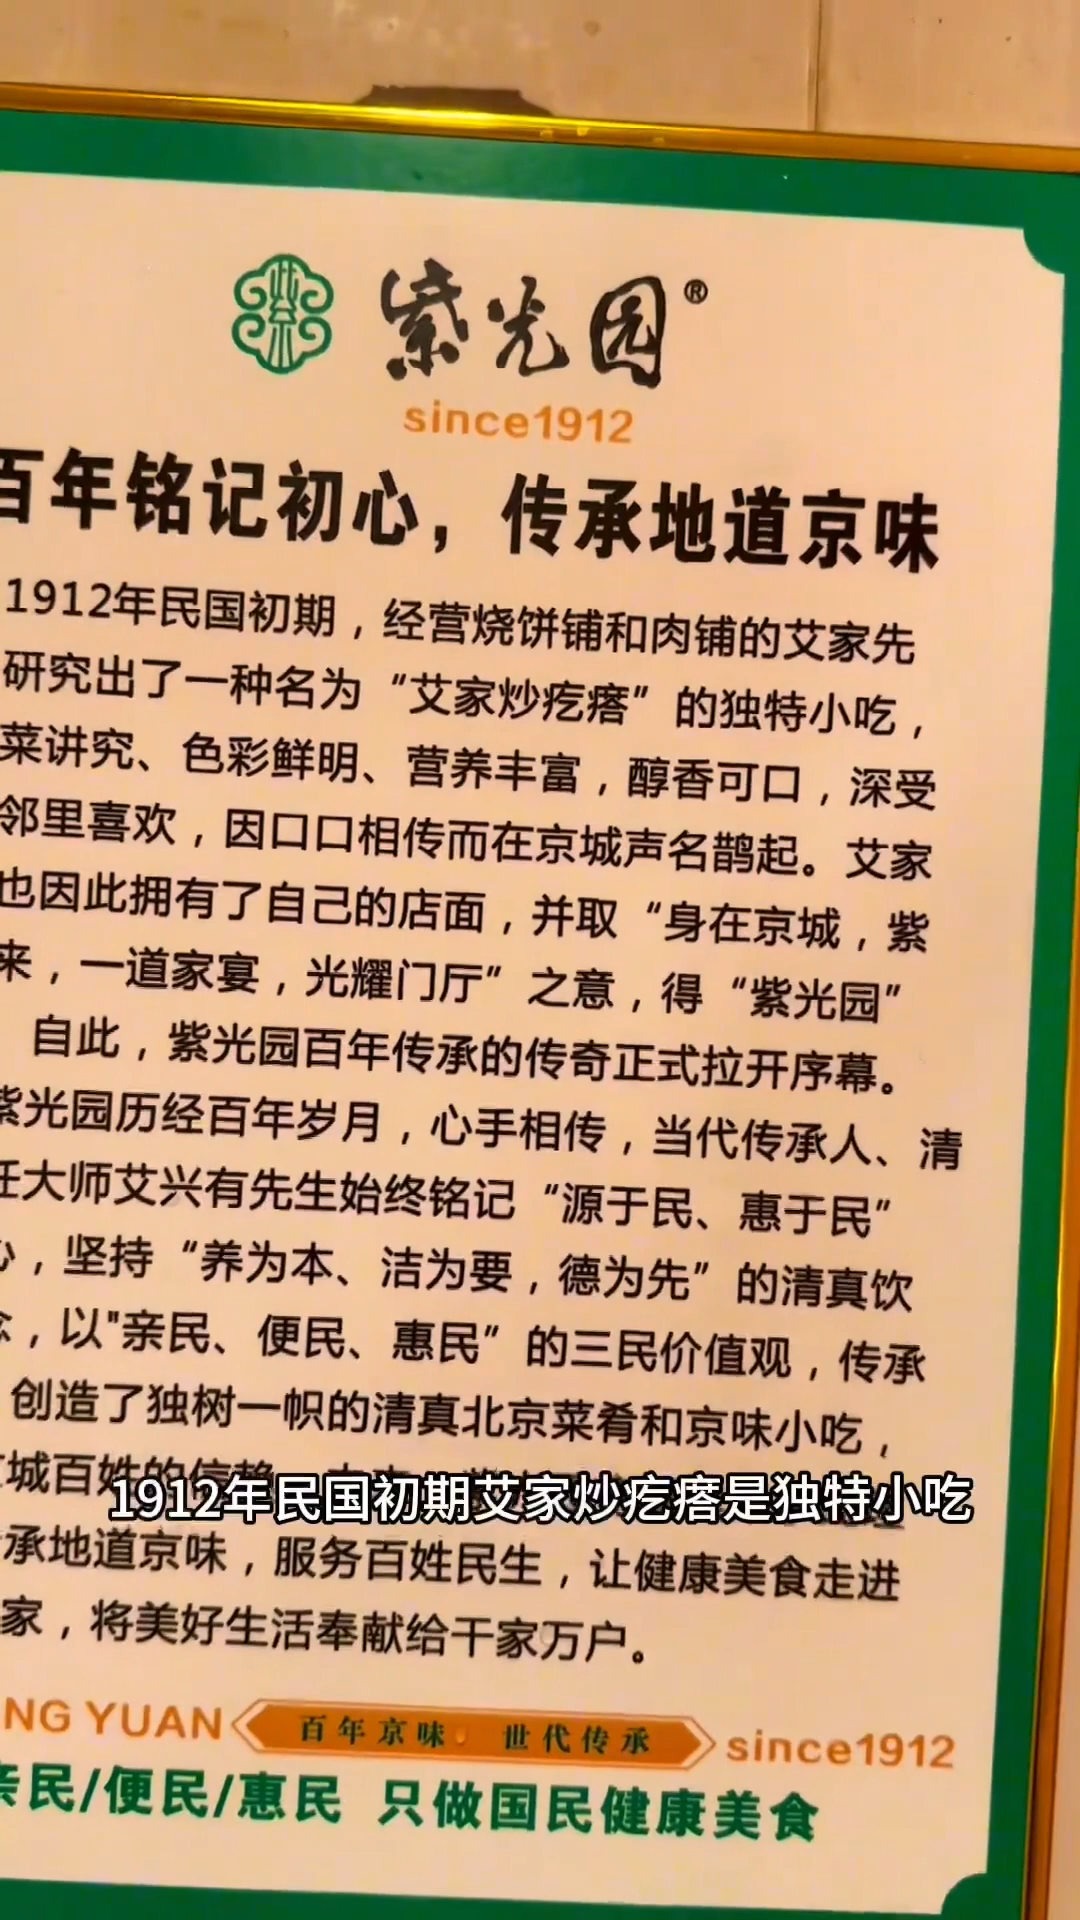 紫光园®
since1912
百年铭记初心，传承地道京味
1912年民国初期，经营烧饼铺和肉铺的艾家先
研究出了一种名为“艾家炒疙瘩”的独特小吃，
菜讲究、色彩鲜明、营养丰富，醇香可口，深受
邻里喜欢，因口口相传而在京城声名鹊起。艾家
也因此拥有了自己的店面，并取“身在京城，紫
来，一道家宴，光耀门厅”之意，得“紫光园”
自此，紫光园百年传承的传奇正式拉开序幕。
紫光园历经百年岁月，心手相传，当代传承人、清
任大师艾兴有先生始终铭记“源于民、惠于民”
心，坚持“养为本、洁为要，德为先”的清真饮
念，以"亲民、便民、惠民”的三民价值观，传承
创造了独树一帜的清真北京菜肴和京味小吃，
城百姓的信赖
1912年民国初期艾家炒疙瘩是独特小吃
承地道京味，服务百姓民生，让健康美食走进
家，将美好生活奉献给千家万户。
NG YUAN 百年京味 世代传承 since1912
亲民/便民/惠民 只做国民健康美食